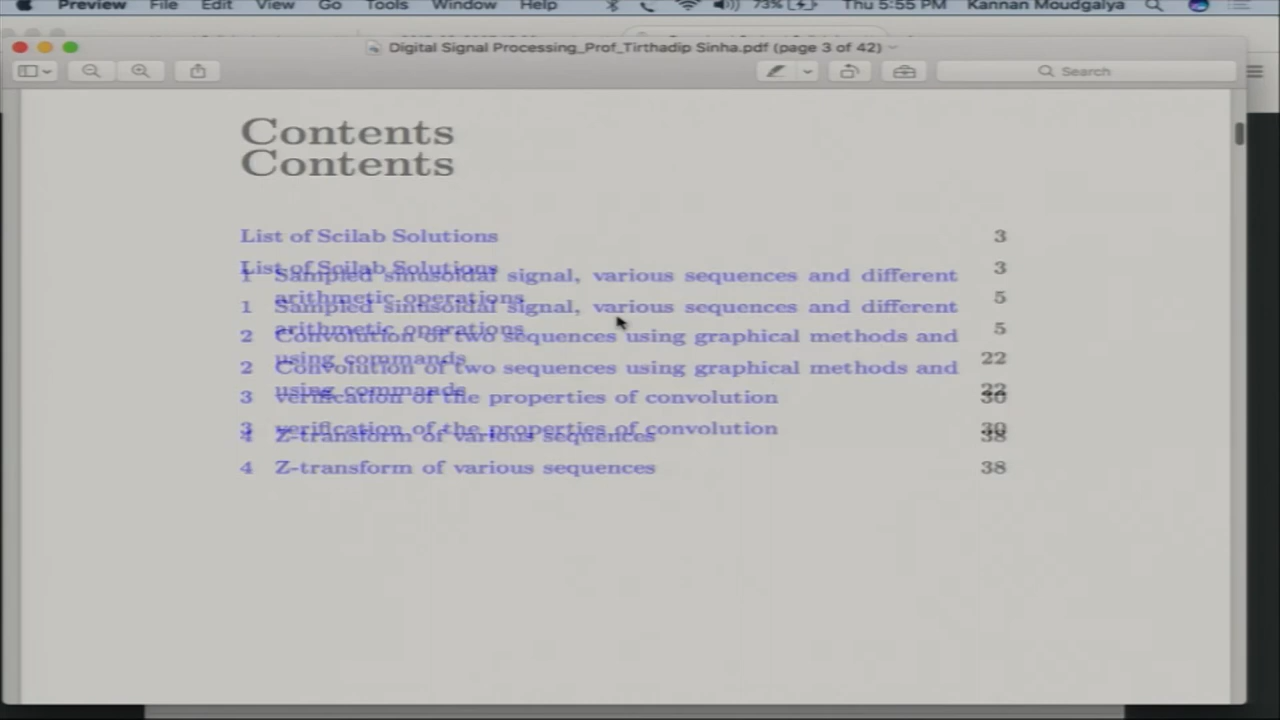 Preview File Edit View Go Tools Window Help 73% Thu 5:55 PM Kannan Moudgalya
Digital Signal Processing_Prof_Tirthadip Sinha.pdf (page 3 of 42)
Search
Contents
Contents
List of Scilab Solutions 3
List of Scilab Solutions 3
1 Sampled sinusoidal signal, various sequences and different
arithmetic operations 5
1 Sampled sinusoidal signal, various sequences and different
arithmetic operations 5
2 Convolution of two sequences using graphical methods and
using commands 22
2 Convolution of two sequences using graphical methods and
using commands 22
3 verification of the properties of convolution 30
3 verification of the properties of convolution 30
4 Z-transform of various sequences 38
4 Z-transform of various sequences 38